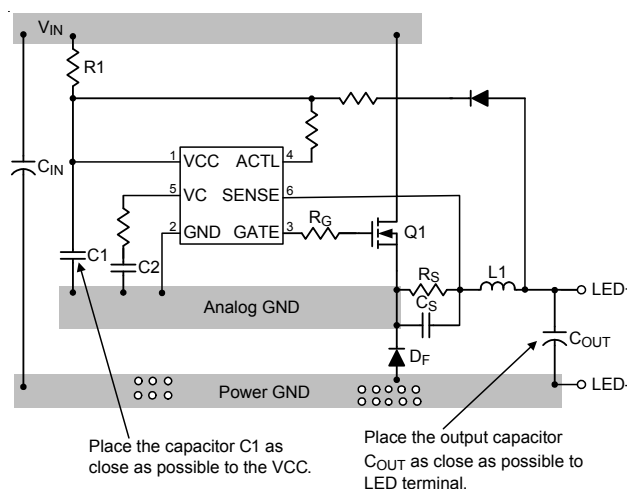 VIN
R1
CIN
1
VCC
ACTL
4
5
VC
SENSE
6
2
GND
GATE
3
RG
Q1
C1
C2
RS
CS
L1
LED+
Analog GND
COUT
DF
Power GND
LED-
Place the capacitor C1 as
close as possible to the VCC.
Place the output capacitor
COUT as close as possible to
LED terminal.